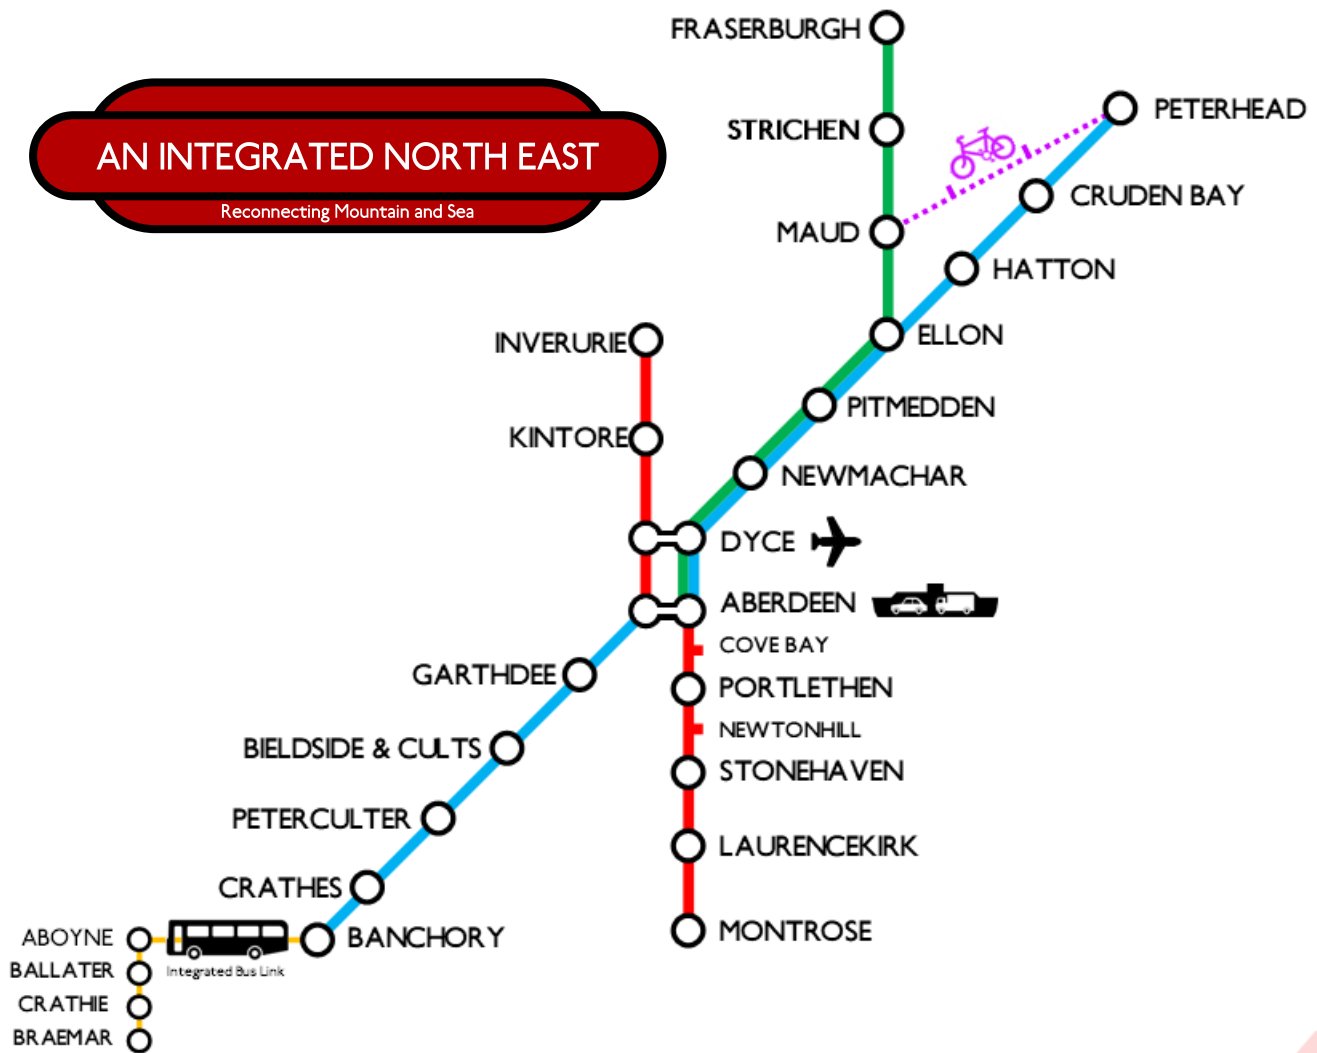 FRASERBURGH
PETERHEAD
STRICHEN
AN INTEGRATED NORTH EAST
CRUDEN BAY
Reconnecting Mountain and Sea
MAUD
HATTON
ELLON
INVERURIE
PITMEDDEN
KINTORE
NEWMACHAR
DYCE
ABERDEEN
COVE BAY
GARTHDEE
PORTLETHEN
NEWTONHILL
BIELDSIDE & CULTS
STONEHAVEN
PETERCULTER
LAURENCEKIRK
CRATHES
MONTROSE
ABOYNE
BANCHORY
BALLATER
Integrated Bus Link
CRATHIE
BRAEMAR